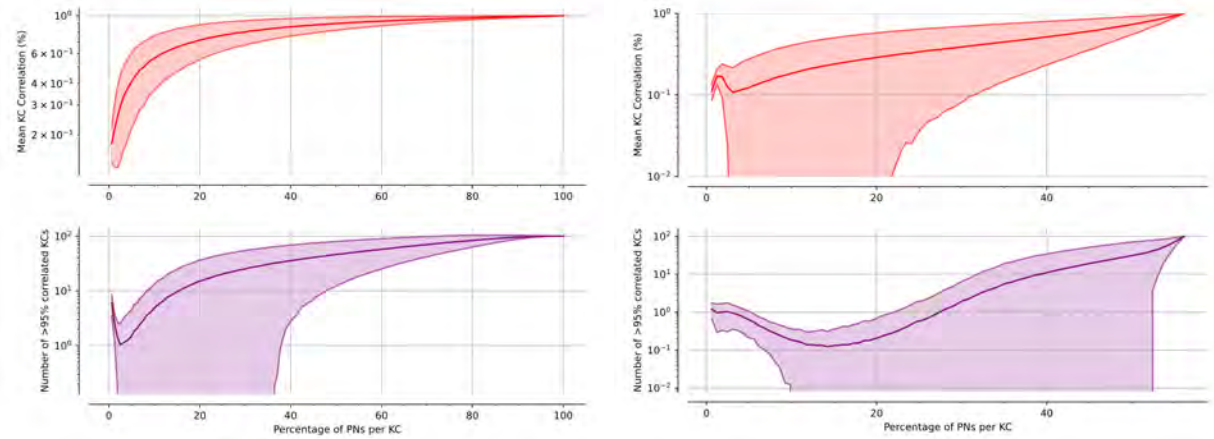 Mean KC Correlation (%)
10⁰
6 × 10⁻¹
4 × 10⁻¹
3 × 10⁻¹
2 × 10⁻¹
0 20 40 60 80 100
Mean KC Correlation (%)
10⁰
10⁻¹
10⁻²
0 20 40
Number of >95% correlated KCs
10²
10¹
10⁰
0 20 40 60 80 100
Percentage of PNs per KC
Number of >95% correlated KCs
10²
10¹
10⁰
10⁻¹
10⁻²
0 20 40
Percentage of PNs per KC